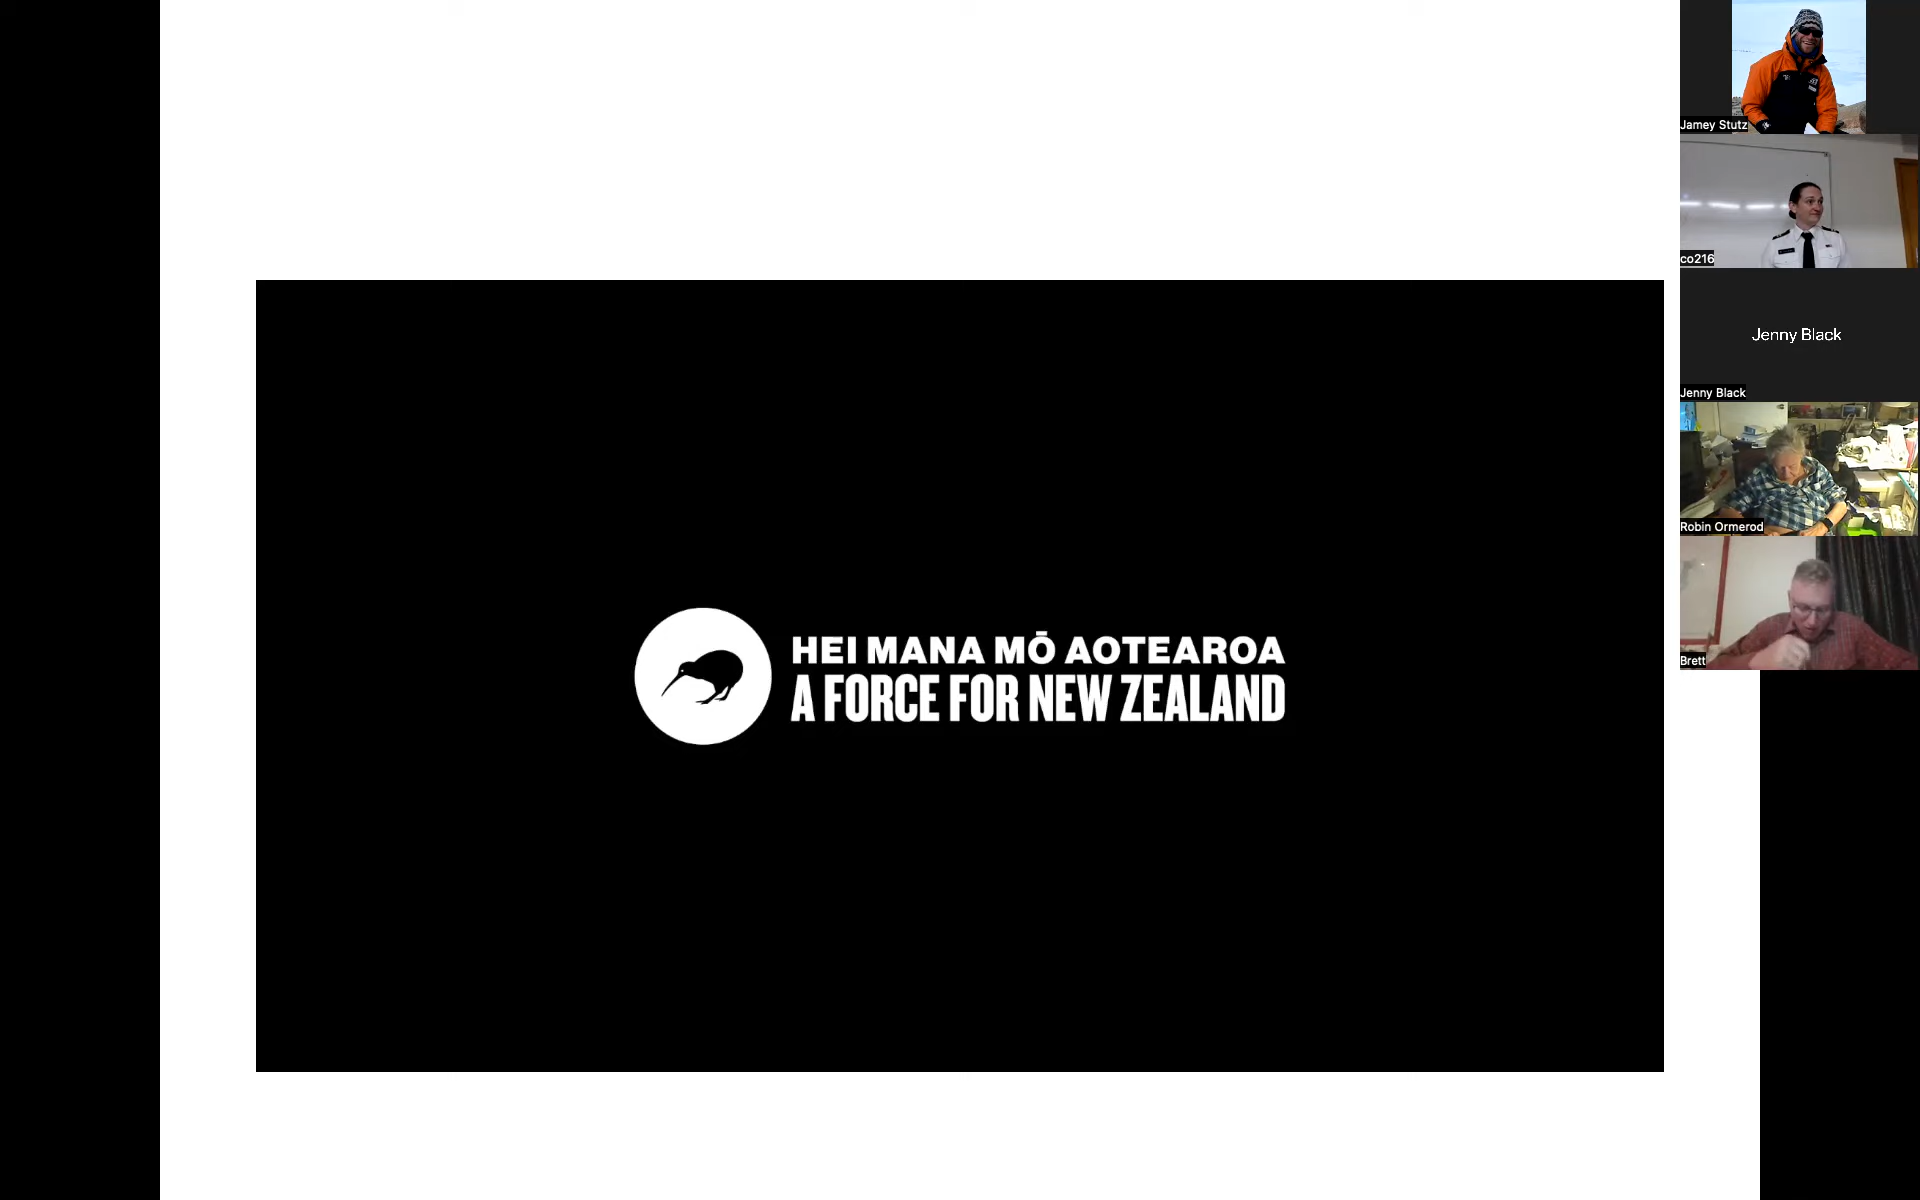 HEI MANA MŌ AOTEAROA
A FORCE FOR NEW ZEALAND
Jamey Stutz
co216
Jenny Black
Jenny Black
Robin Ormerod
Brett